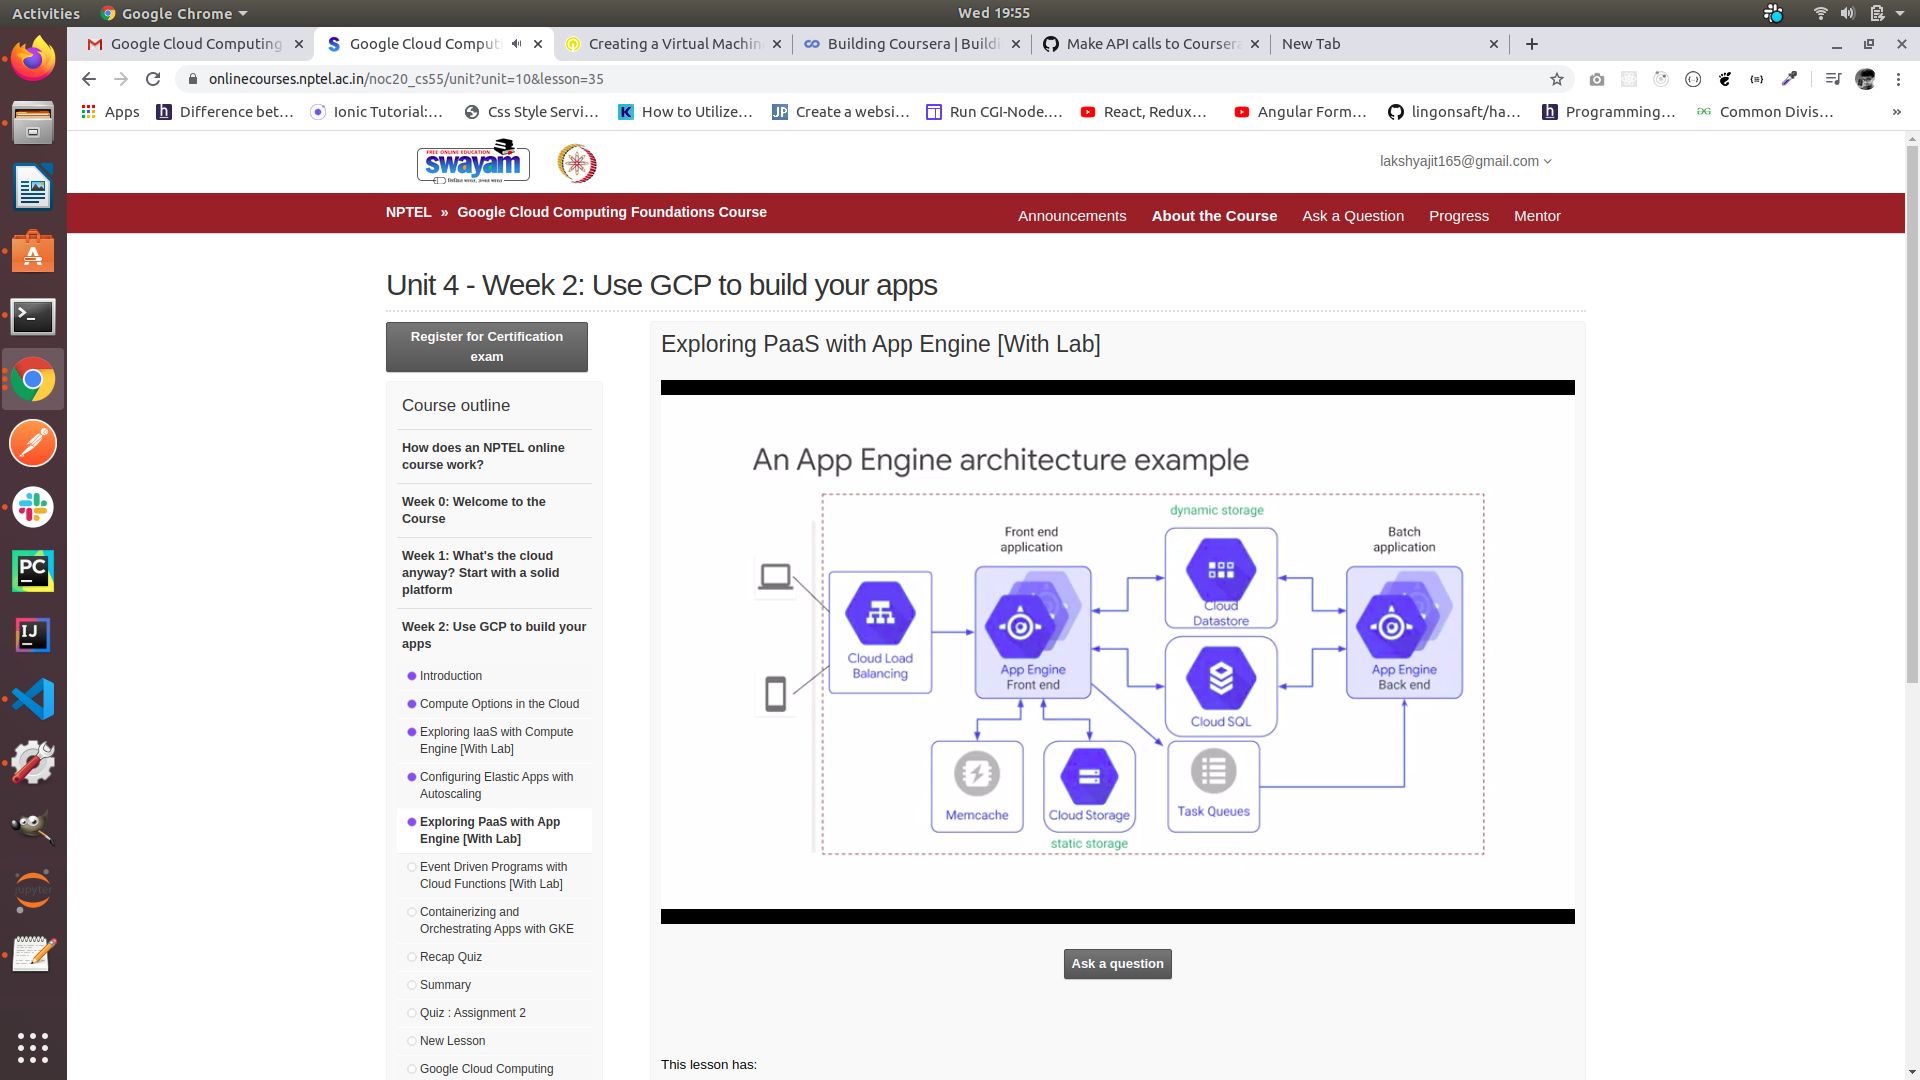 Activities
Google Chrome
Wed 19:55
Google Cloud Computing
Google Cloud Computi
Creating a Virtual Machin
Building Coursera | Buildi
Make API calls to Coursera
New Tab
onlinecourses.nptel.ac.in/noc20_cs55/unit?unit=10&lesson=35
Apps
Difference bet…
Ionic Tutorial:…
Css Style Servi…
How to Utilize…
Create a websi…
Run CGI-Node.…
React, Redux…
Angular Form…
lingonsaft/ha…
Programming…
Common Divis…
»
FREE ONLINE EDUCATION
swayam
lakshyajit165@gmail.com
NPTEL » Google Cloud Computing Foundations Course
Announcements
About the Course
Ask a Question
Progress
Mentor
Unit 4 - Week 2: Use GCP to build your apps
Register for Certification
exam
Course outline
How does an NPTEL online
course work?
Week 0: Welcome to the
Course
Week 1: What's the cloud
anyway? Start with a solid
platform
Week 2: Use GCP to build your
apps
Introduction
Compute Options in the Cloud
Exploring IaaS with Compute
Engine [With Lab]
Configuring Elastic Apps with
Autoscaling
Exploring PaaS with App
Engine [With Lab]
Event Driven Programs with
Cloud Functions [With Lab]
Containerizing and
Orchestrating Apps with GKE
Recap Quiz
Summary
Quiz : Assignment 2
New Lesson
Google Cloud Computing
Exploring PaaS with App Engine [With Lab]
An App Engine architecture example
dynamic storage
Front end
application
Batch
application
Cloud
Datastore
Cloud Load
Balancing
App Engine
Front end
App Engine
Back end
Cloud SQL
Memcache
Cloud Storage
Task Queues
static storage
Ask a question
This lesson has: